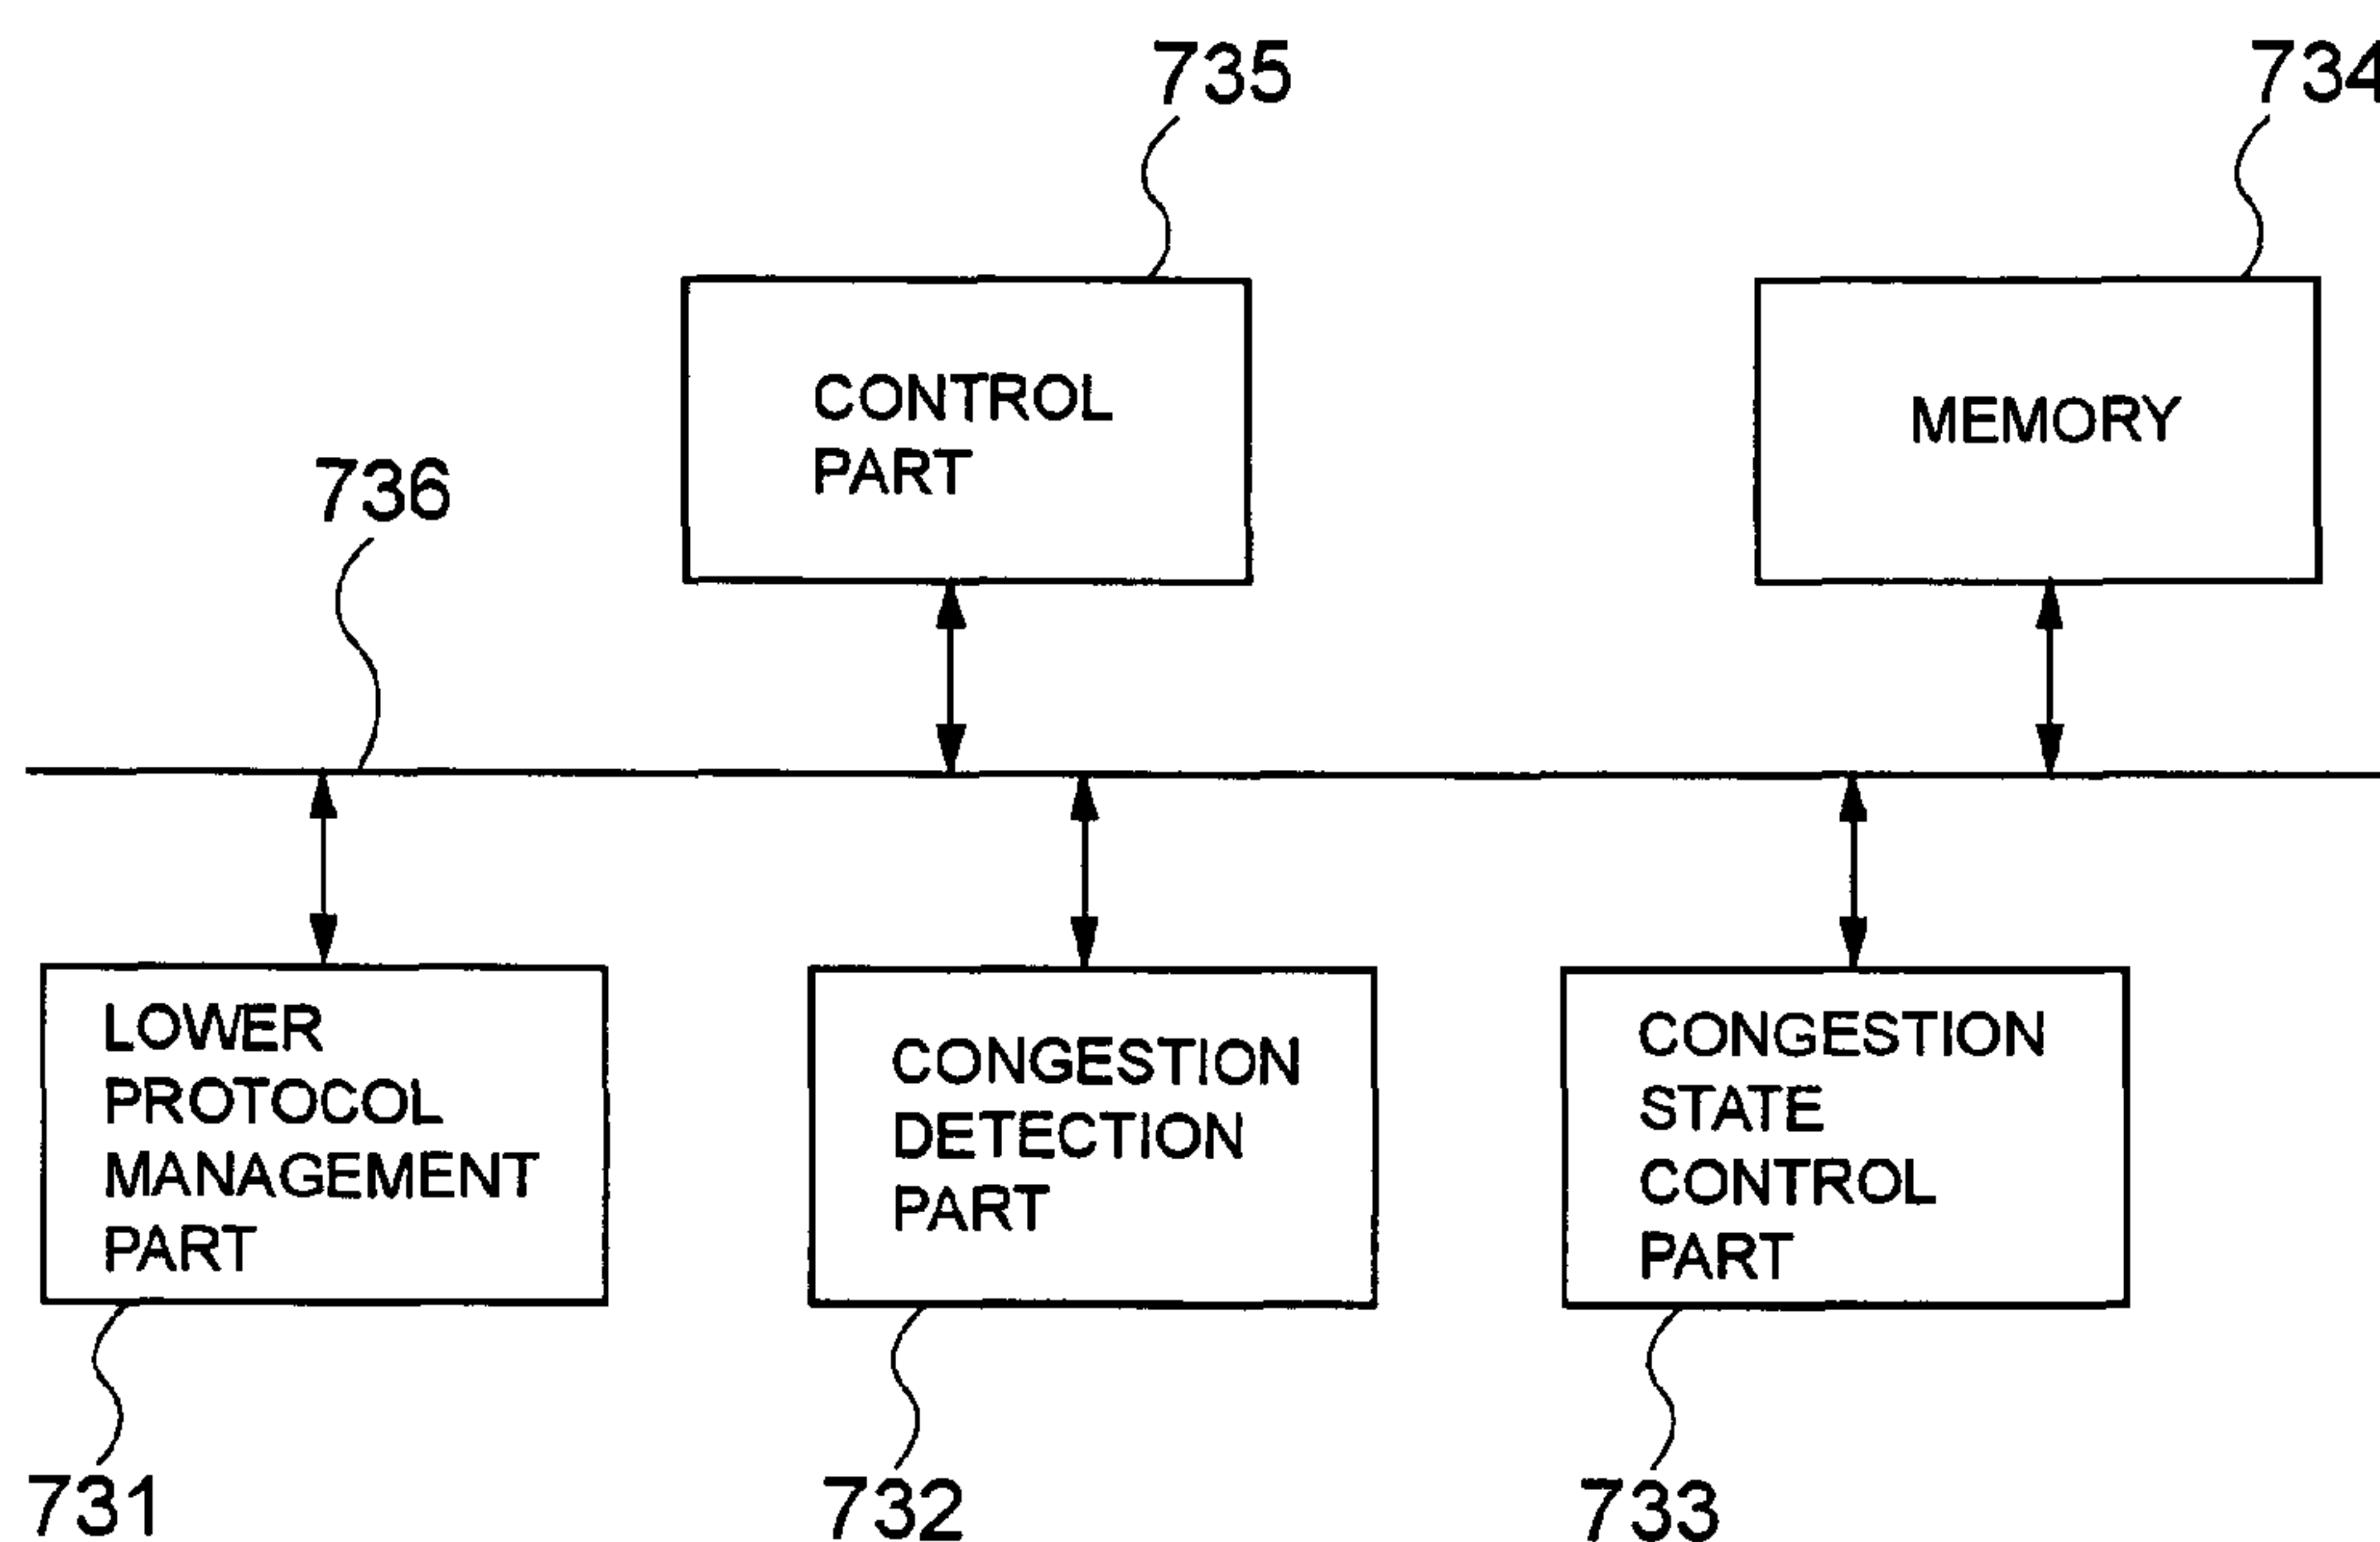 735
734
CONTROL
PART
MEMORY
736
LOWER
PROTOCOL
MANAGEMENT
PART
CONGESTION
DETECTION
PART
CONGESTION
STATE
CONTROL
PART
731
732
733